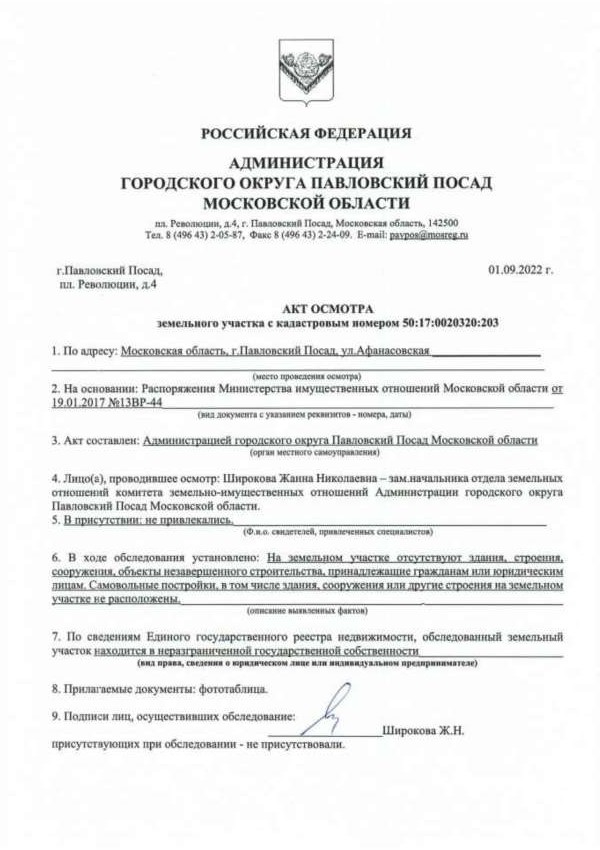 РОССИЙСКАЯ ФЕДЕРАЦИЯ
АДМИНИСТРАЦИЯ
ГОРОДСКОГО ОКРУГА ПАВЛОВСКИЙ ПОСАД
МОСКОВСКОЙ ОБЛАСТИ
пл. Революции, д.4, г. Павловский Посад, Московская область, 142500
Тел. 8 (496 43) 2-05-87, Факс 8 (496 43) 2-24-09. E-mail: pavpos@mosreg.ru
г.Павловский Посад, 01.09.2022 г.
пл. Революции, д.4
АКТ ОСМОТРА
земельного участка с кадастровым номером 50:17:0020320:203
1. По адресу: Московская область, г.Павловский Посад, ул.Афанасовская
(место проведения осмотра)
2. На основании: Распоряжения Министерства имущественных отношений Московской области от
19.01.2017 №13ВР-44
(вид документа с указанием реквизитов - номера, даты)
3. Акт составлен: Администрацией городского округа Павловский Посад Московской области
(орган местного самоуправления)
4. Лицо(а), проводившее осмотр: Широкова Жанна Николаевна – зам.начальника отдела земельных
отношений комитета земельно-имущественных отношений Администрации городского округа
Павловский Посад Московской области.
5. В присутствии: не привлекались.
(Ф.и.о. свидетелей, привлеченных специалистов)
6. В ходе обследования установлено: На земельном участке отсутствуют здания, строения,
сооружения, объекты незавершенного строительства, принадлежащие гражданам или юридическим
лицам. Самовольные постройки, в том числе здания, сооружения или другие строения на земельном
участке не расположены.
(описание выявленных фактов)
7. По сведениям Единого государственного реестра недвижимости, обследованный земельный
участок находится в неразграниченной государственной собственности
(вид права, сведения о юридическом лице или индивидуальном предпринимателе)
8. Прилагаемые документы: фототаблица.
9. Подписи лиц, осуществивших обследование:
Широкова Ж.Н.
присутствующих при обследовании - не присутствовали.